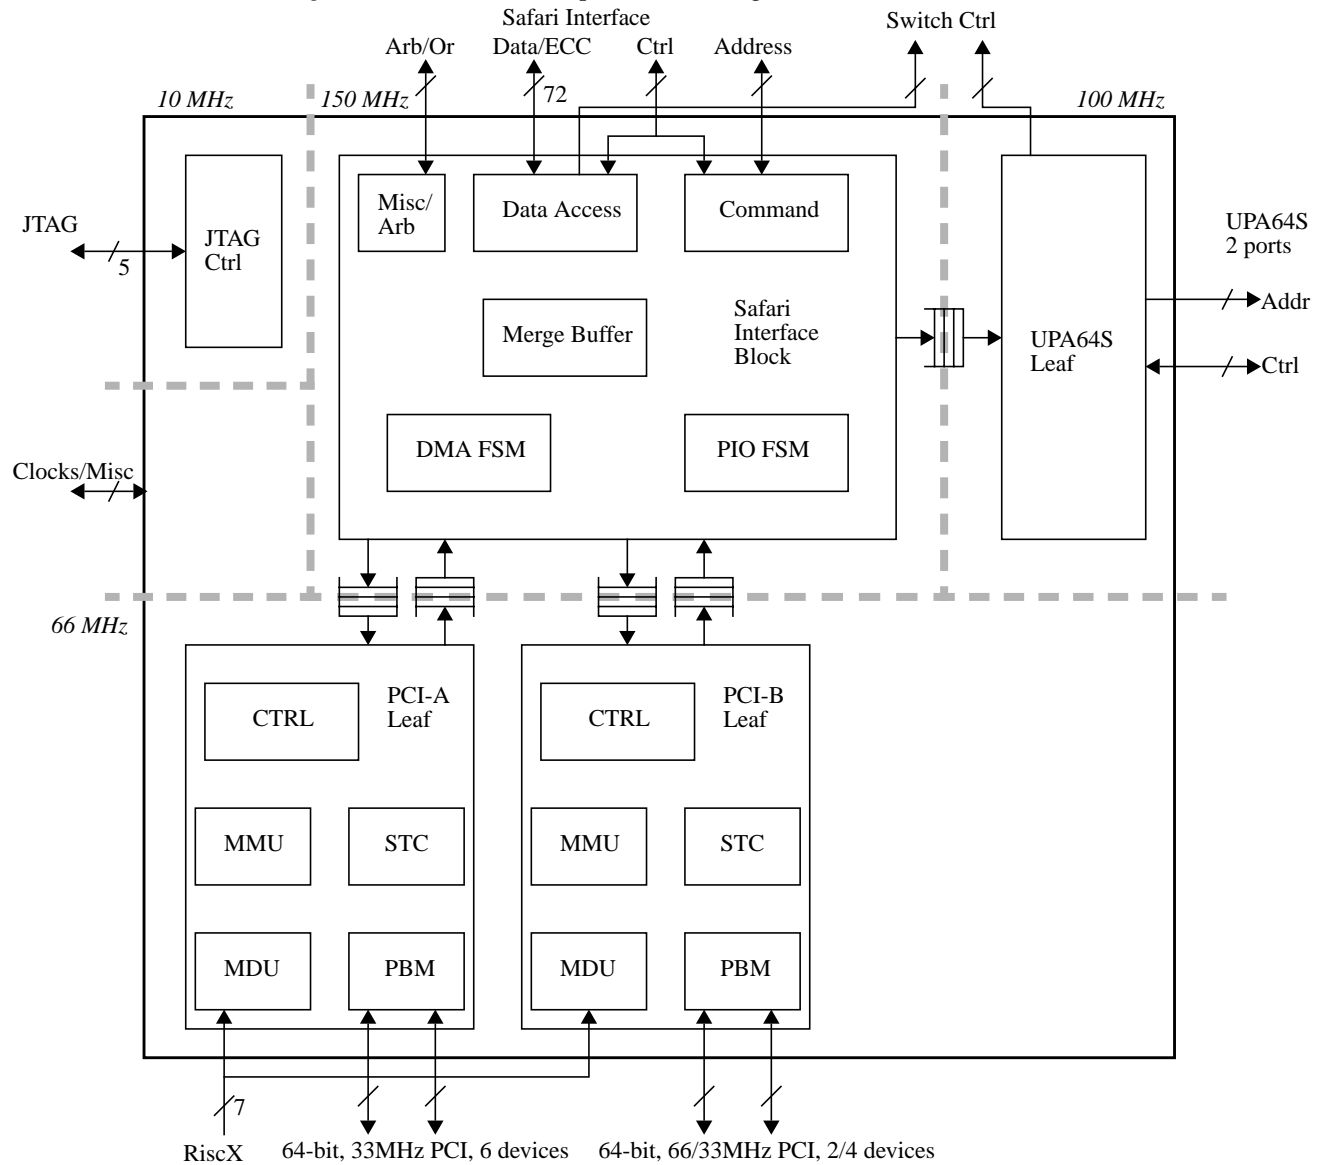 Safari Interface
Switch Ctrl
Arb/Or
Data/ECC
Ctrl
Address
72
10 MHz
150 MHz
100 MHz
JTAG
5
JTAG
Ctrl
Misc/
Arb
Data Access
Command
UPA64S
2 ports
Addr
Ctrl
Merge Buffer
Safari
Interface
Block
UPA64S
Leaf
DMA FSM
PIO FSM
Clocks/Misc
66 MHz
CTRL
PCI-A
Leaf
CTRL
PCI-B
Leaf
MMU
STC
MMU
STC
MDU
PBM
MDU
PBM
7
RiscX
64-bit, 33MHz PCI, 6 devices
64-bit, 66/33MHz PCI, 2/4 devices